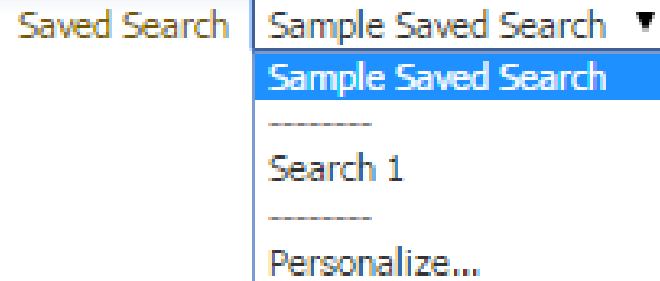 Saved Search Sample Saved Search ▼
Sample Saved Search
--------
Search 1
--------
Personalize...